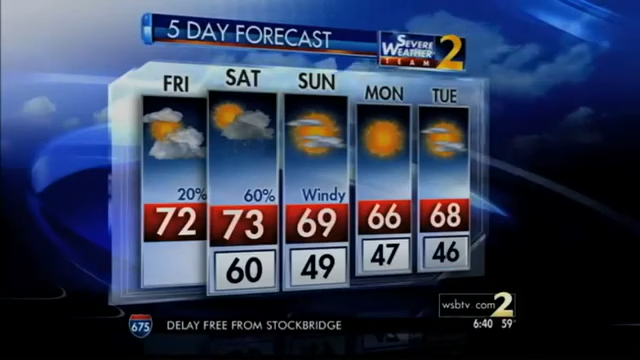 5 DAY FORECAST
SEVERE WEATHER TEAM 2
FRI SAT SUN MON TUE
20% 60% Windy
72 73 69 66 68
60 49 47 46
wsbtv.com 2
6:40 59°
675 DELAY FREE FROM STOCKBRIDGE